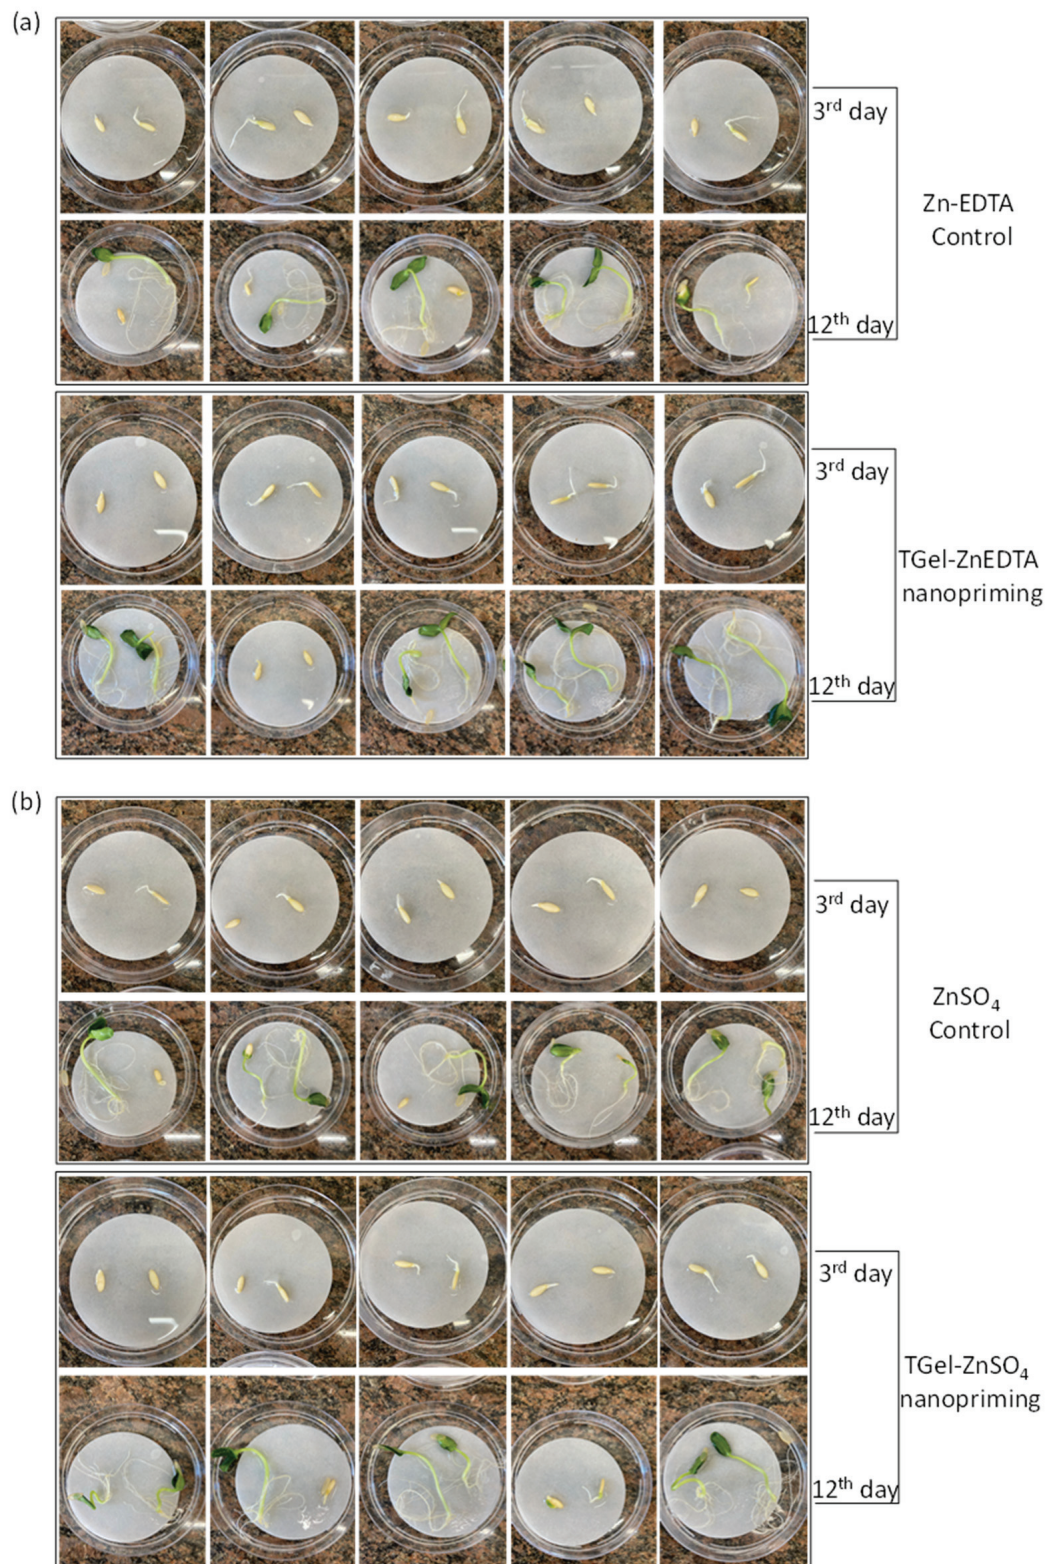 (a)
3rd day
Zn-EDTA
Control
12th day
3rd day
TGel-ZnEDTA
nanopriming
12th day
(b)
3rd day
ZnSO4
Control
12th day
3rd day
TGel-ZnSO4
nanopriming
12th day